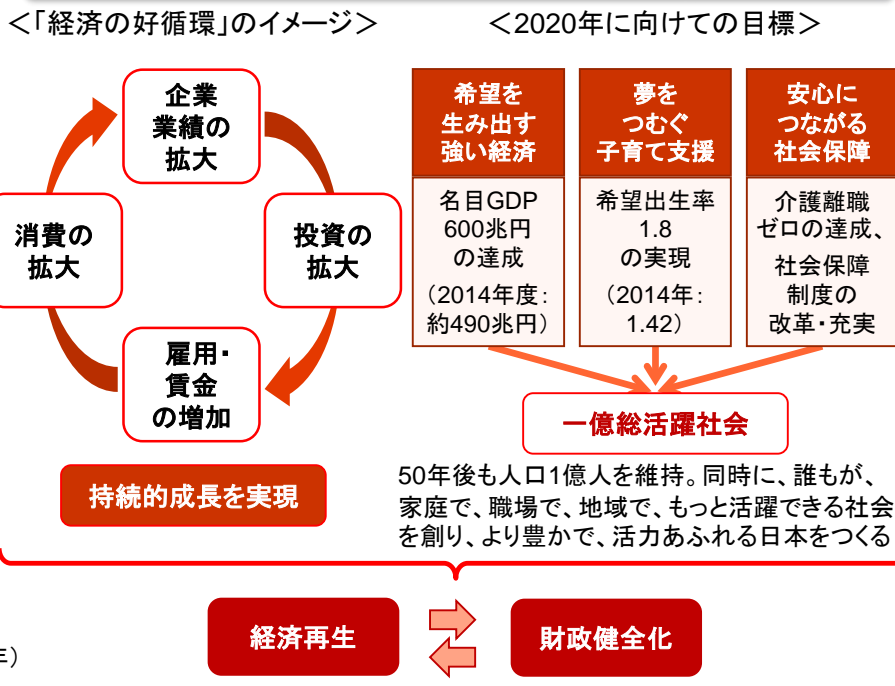 ＜「経済の好循環」のイメージ＞
企業
業績の
拡大
消費の
拡大
投資の
拡大
雇用・
賃金
の増加
持続的成長を実現
＜2020年に向けての目標＞
希望を
生み出す
強い経済
名目GDP
600兆円
の達成
（2014年度：
約490兆円）
夢を
つむぐ
子育て支援
希望出生率
1.8
の実現
（2014年：
1.42）
安心に
つながる
社会保障
介護離職
ゼロの達成、
社会保障
制度の
改革・充実
一億総活躍社会
50年後も人口1億人を維持。同時に、誰もが、
家庭で、職場で、地域で、もっと活躍できる社会
を創り、より豊かで、活力あふれる日本をつくる
経済再生
財政健全化
年）